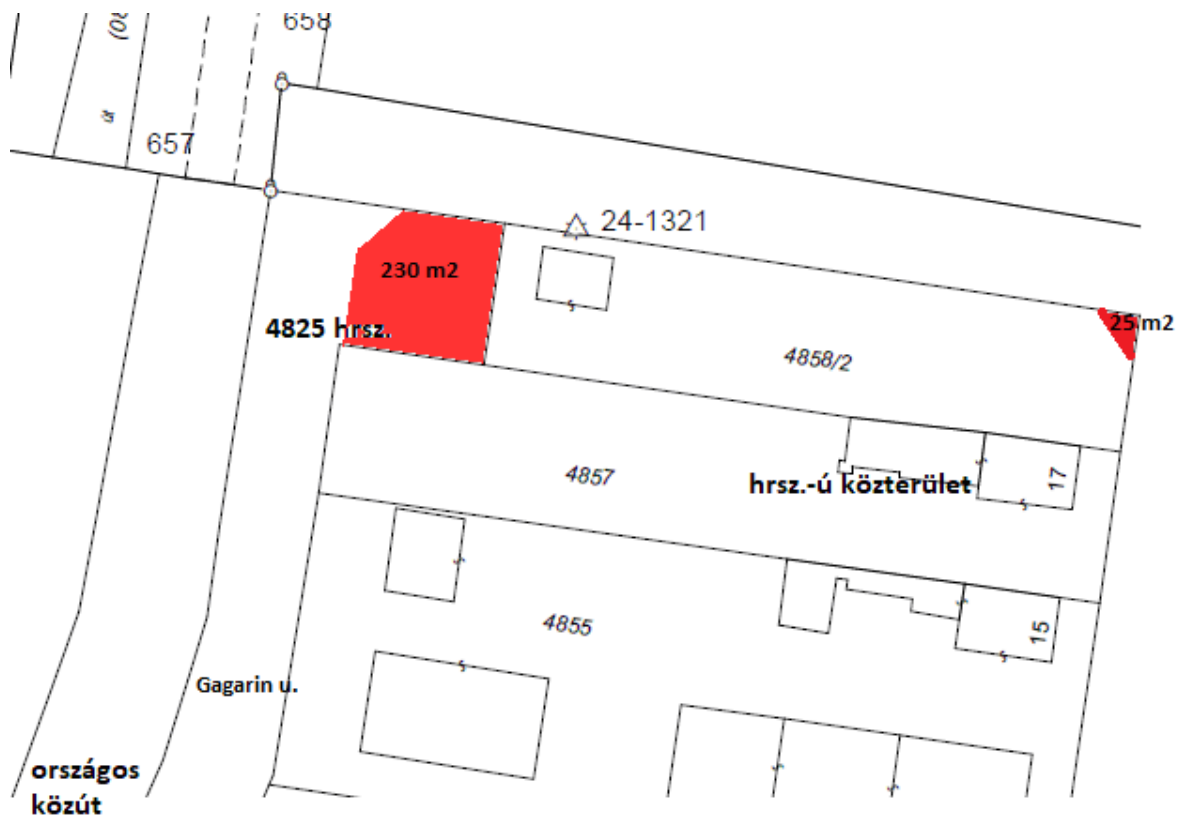 658
út
657
24-1321
230 m2
4825 hrsz.
25 m2
4858/2
4857
hrsz.-ú közterület
17
4855
15
Gagarin u.
országos
közút